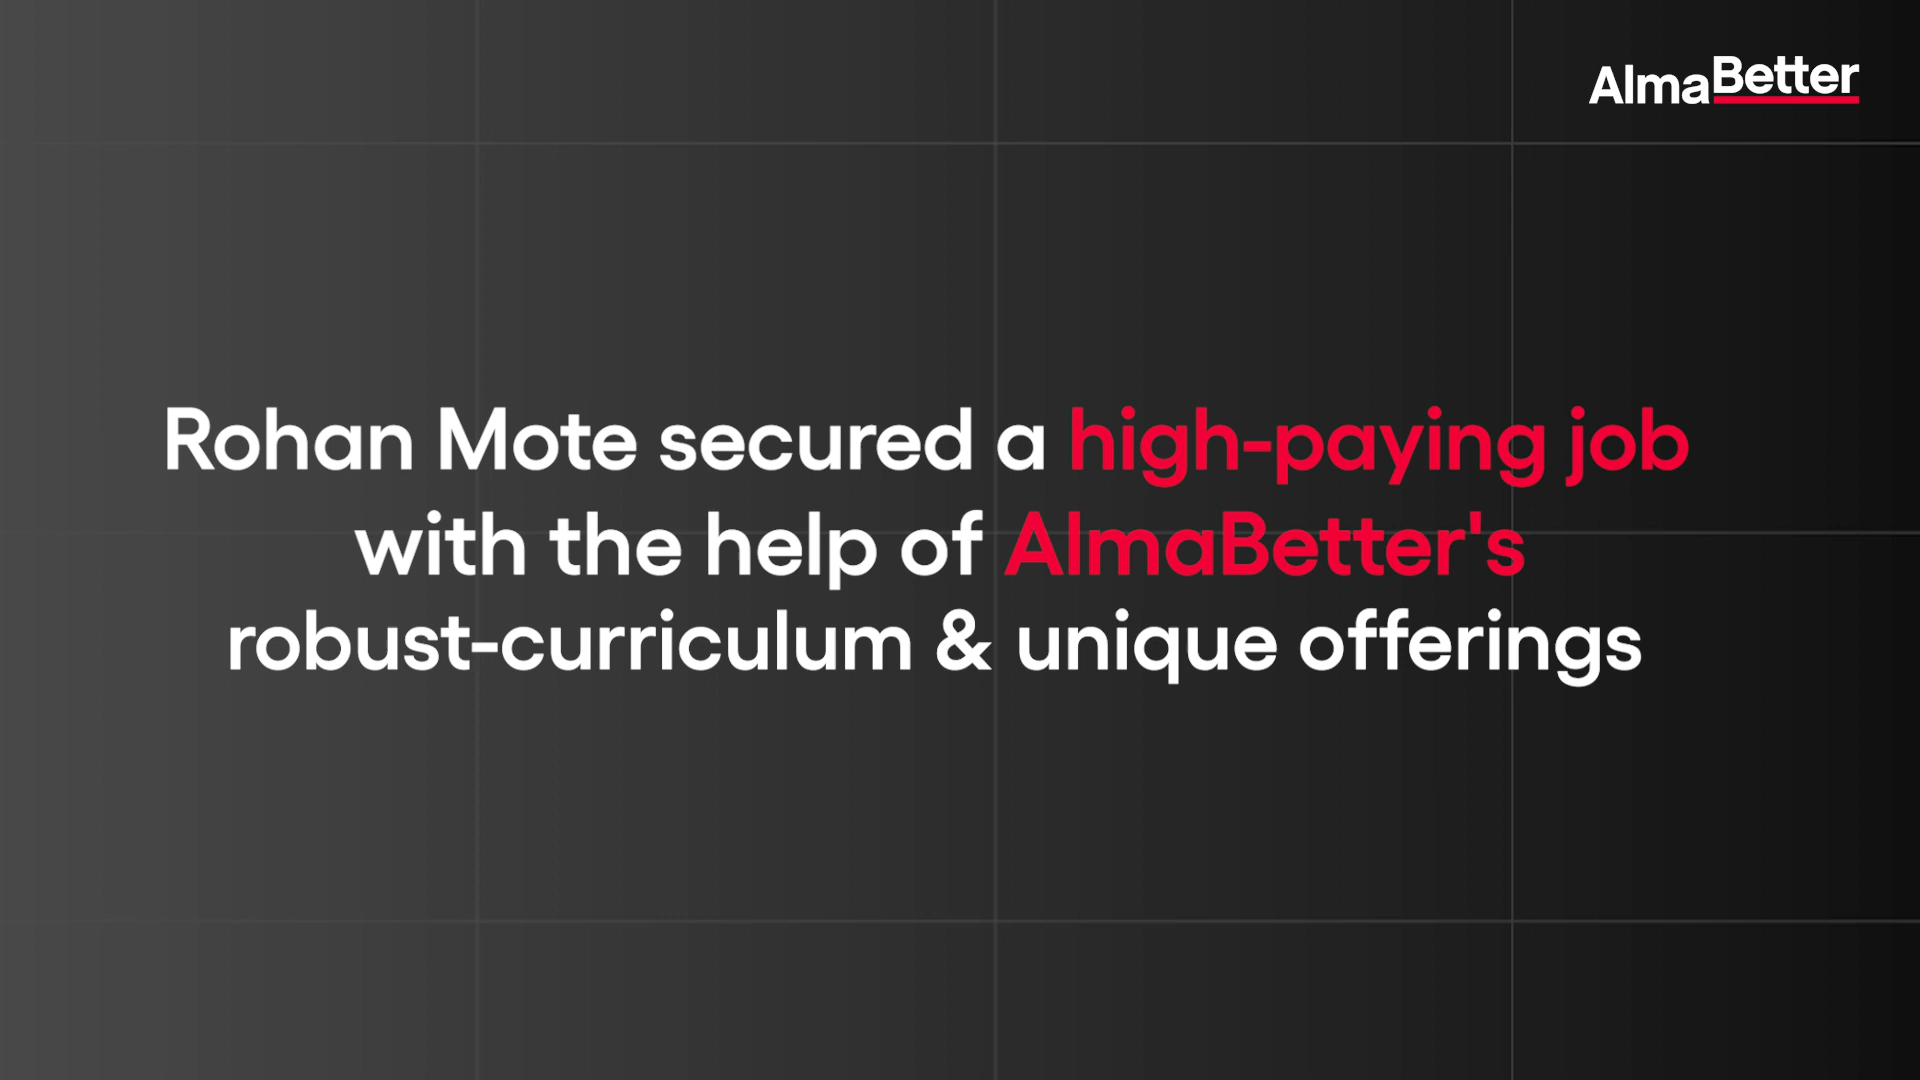 AlmaBetter
Rohan Mote secured a high-paying job
with the help of AlmaBetter's
robust-curriculum & unique offerings